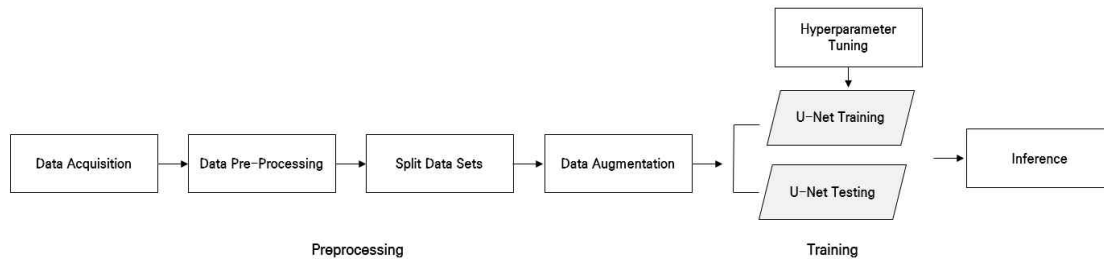 Hyperparameter
Tuning
U-Net Training
Data Acquisition
Data Pre-Processing
Split Data Sets
Data Augmentation
Inference
U-Net Testing
Preprocessing
Training